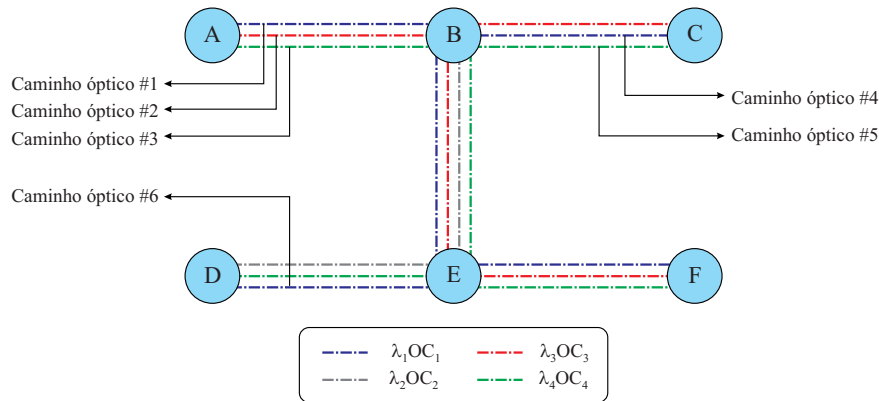 A B C
Caminho óptico #1
Caminho óptico #2
Caminho óptico #3
Caminho óptico #4
Caminho óptico #5
Caminho óptico #6
D E F
λ₁OC₁ λ₃OC₃
λ₂OC₂ λ₄OC₄